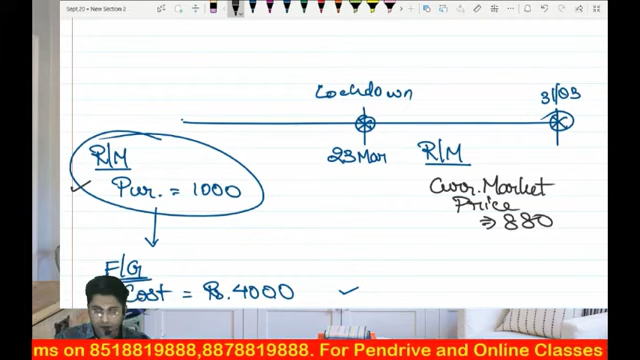 Sept 20 • New Section 2
Lockdown
31/03
23 Mar
R/M
Pur. = 1000
R/M
Curr. Market
Price
⇒ 880
F/G
Cost = Rs. 4000
ms on 8518819888,8878819888. For Pendrive and Online Classes